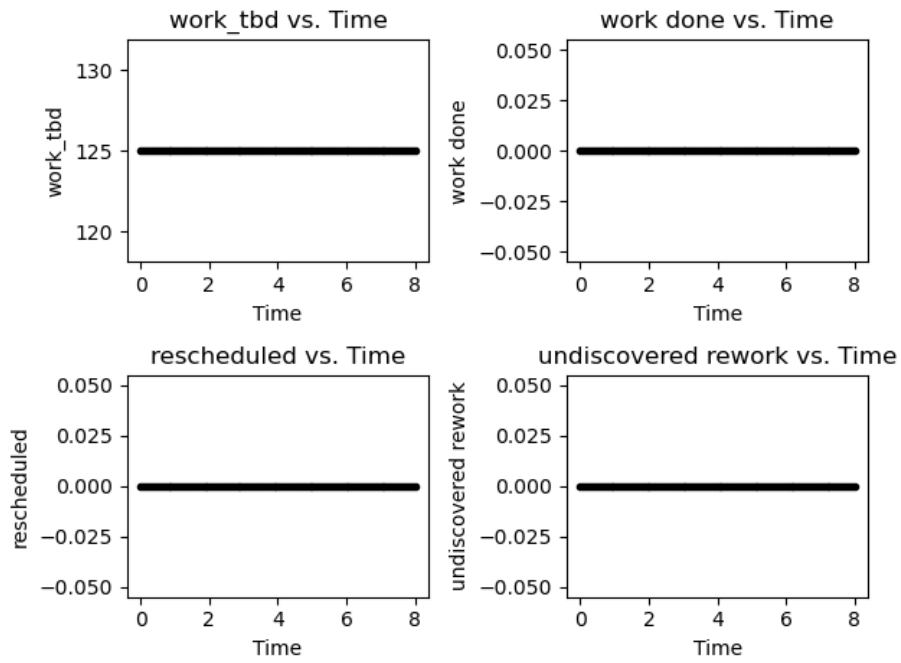 work_tbd vs. Time
130
125
120
work_tbd
0 2 4 6 8
Time
work done vs. Time
0.050
0.025
0.000
−0.025
−0.050
work done
0 2 4 6 8
Time
rescheduled vs. Time
0.050
0.025
0.000
−0.025
−0.050
rescheduled
0 2 4 6 8
Time
undiscovered rework vs. Time
0.050
0.025
0.000
−0.025
−0.050
undiscovered rework
0 2 4 6 8
Time